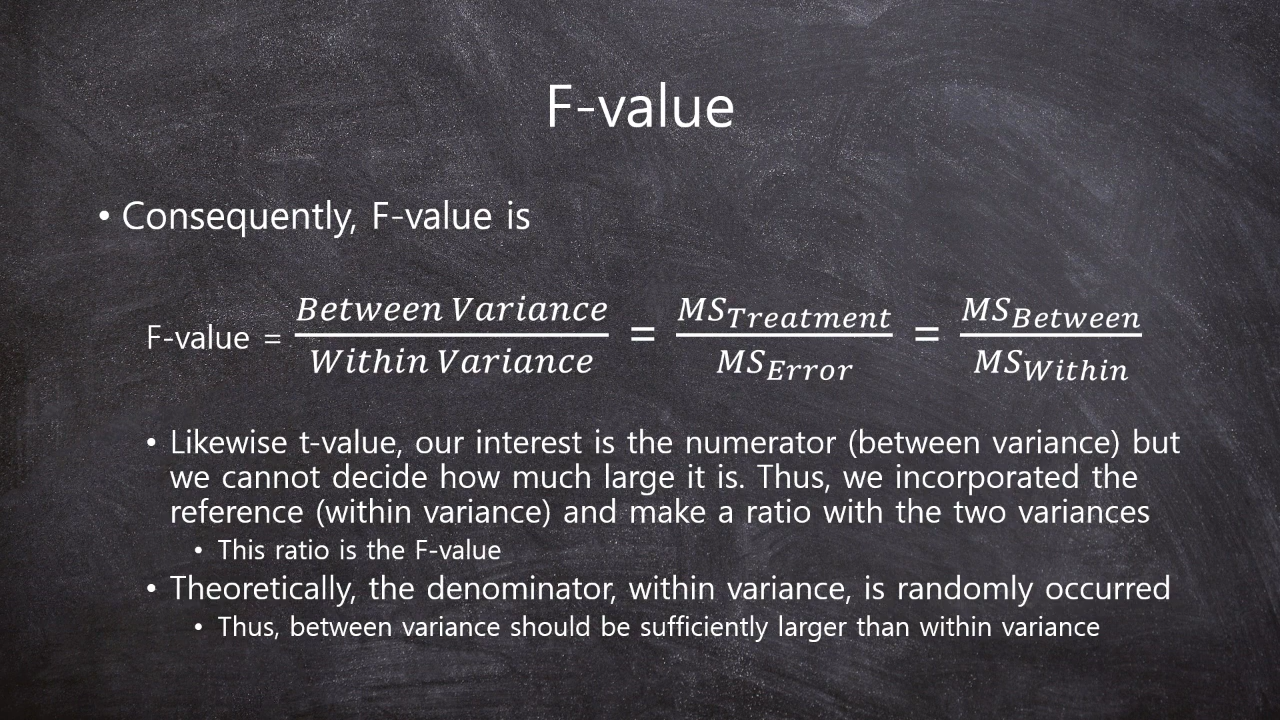 F-value
• Consequently, F-value is
F-value = Between Variance / Within Variance = MS_Treatment / MS_Error = MS_Between / MS_Within
• Likewise t-value, our interest is the numerator (between variance) but
we cannot decide how much large it is. Thus, we incorporated the
reference (within variance) and make a ratio with the two variances
• This ratio is the F-value
• Theoretically, the denominator, within variance, is randomly occurred
• Thus, between variance should be sufficiently larger than within variance